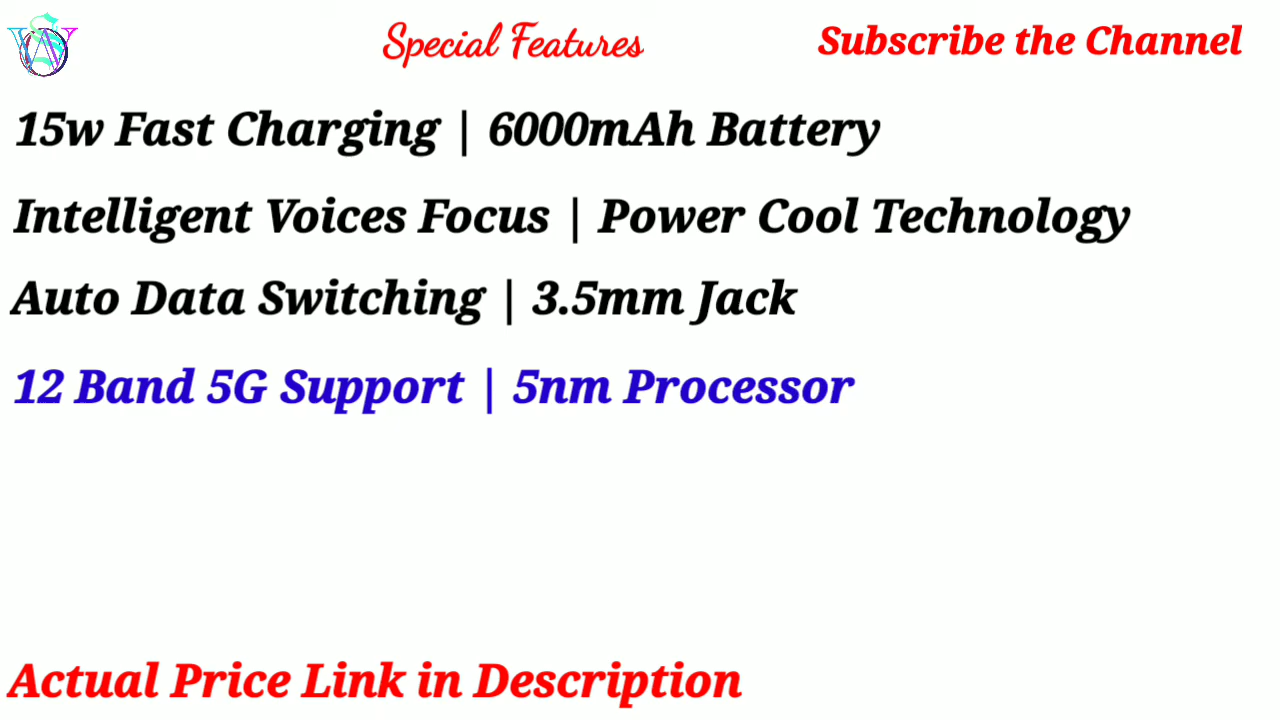 Special Features
Subscribe the Channel
15w Fast Charging | 6000mAh Battery
Intelligent Voices Focus | Power Cool Technology
Auto Data Switching | 3.5mm Jack
12 Band 5G Support | 5nm Processor
Actual Price Link in Description